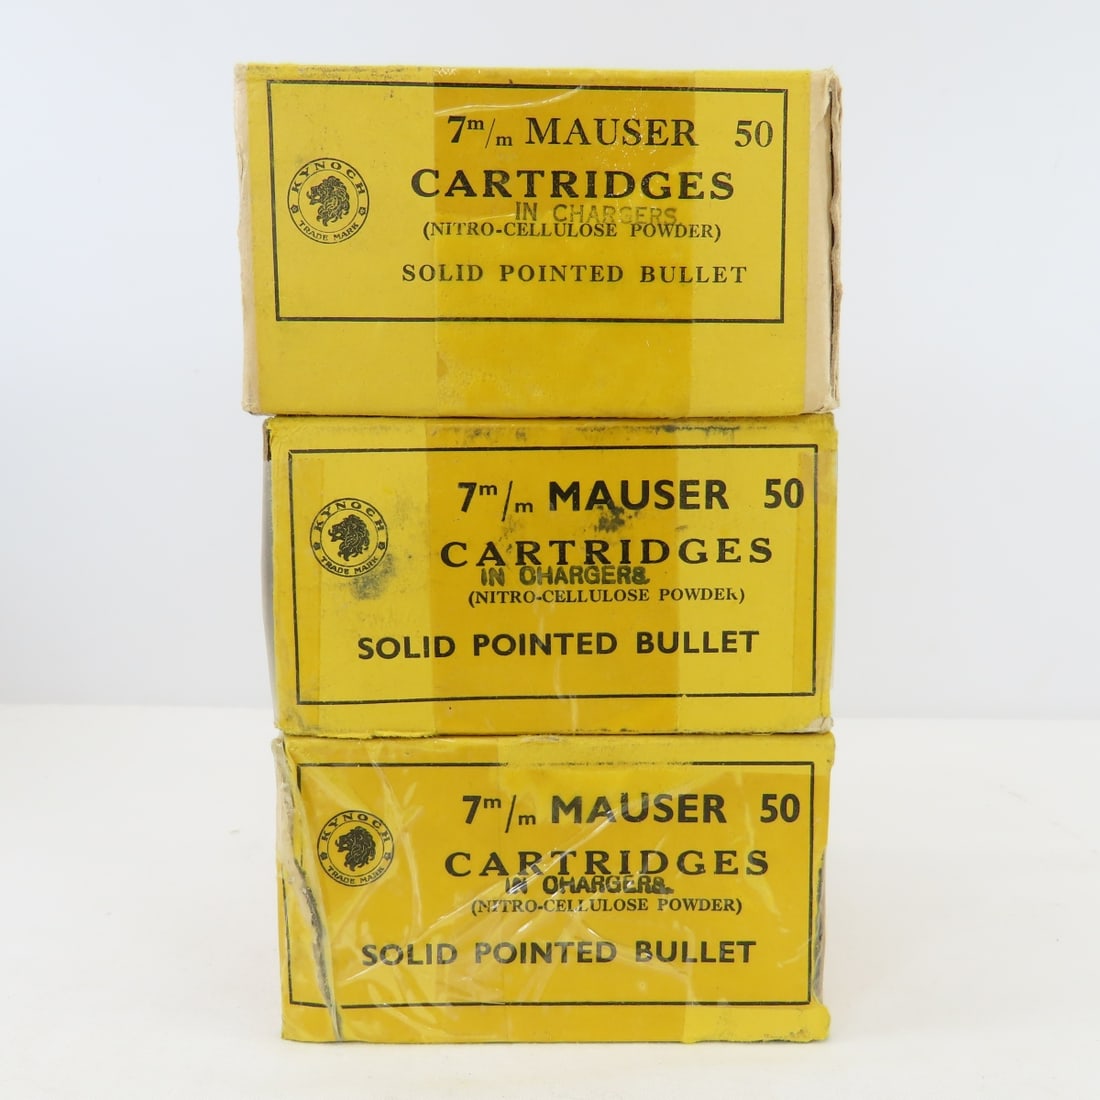 7m/m MAUSER 50
CARTRIDGES
IN CHARGERS
(NITRO-CELLULOSE POWDER)
SOLID POINTED BULLET
KYNOCH
TRADE MARK
7m/m MAUSER 50
CARTRIDGES
IN CHARGERS
(NITRO-CELLULOSE POWDER)
SOLID POINTED BULLET
KYNOCH
TRADE MARK
7m/m MAUSER 50
CARTRIDGES
IN CHARGERS
(NITRO-CELLULOSE POWDER)
SOLID POINTED BULLET
KYNOCH
TRADE MARK